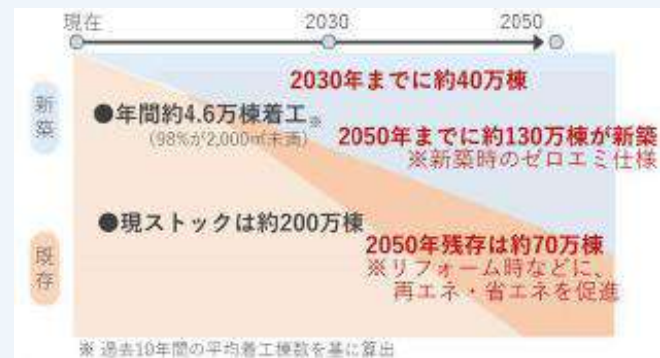 現在 2030 2050
新築
2030年までに約40万棟
●年間約4.6万棟着工※
(98%が2,000㎡未満)
2050年までに約130万棟が新築
※新築時のゼロエミ仕様
既存
●現ストックは約200万棟
2050年残存は約70万棟
※リフォーム時などに、
再エネ・省エネを促進
※ 過去10年間の平均着工棟数を基に算出